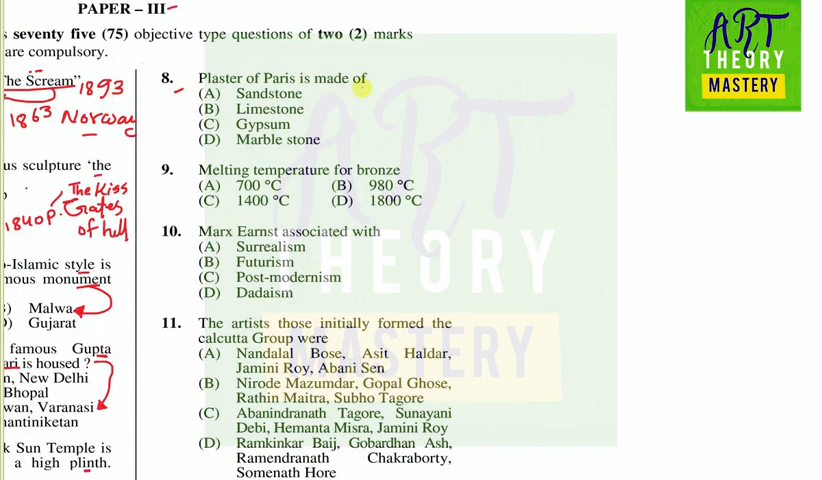 PAPER – III
s seventy five (75) objective type questions of two (2) marks
are compulsory.
he Scream”
1893
1863 Norway
us sculpture ‘the
The Kiss
1840 P. Gates
of hell
-Islamic style is
mous monument
) Malwa
) Gujarat
famous Gupta
ari is housed ?
n, New Delhi
Bhopal
wan, Varanasi
antiniketan
k Sun Temple is
a high plinth.
8. Plaster of Paris is made of
(A) Sandstone
(B) Limestone
(C) Gypsum
(D) Marble stone
9. Melting temperature for bronze
(A) 700 °C (B) 980 °C
(C) 1400 °C (D) 1800 °C
10. Marx Earnst associated with
(A) Surrealism
(B) Futurism
(C) Post-modernism
(D) Dadaism
11. The artists those initially formed the
calcutta Group were
(A) Nandalal Bose, Asit Haldar,
Jamini Roy, Abani Sen
(B) Nirode Mazumdar, Gopal Ghose,
Rathin Maitra, Subho Tagore
(C) Abanindranath Tagore, Sunayani
Debi, Hemanta Misra, Jamini Roy
(D) Ramkinkar Baij, Gobardhan Ash,
Ramendranath Chakraborty,
Somenath Hore
ART
THEORY
MASTERY
ART
THEORY
MASTERY